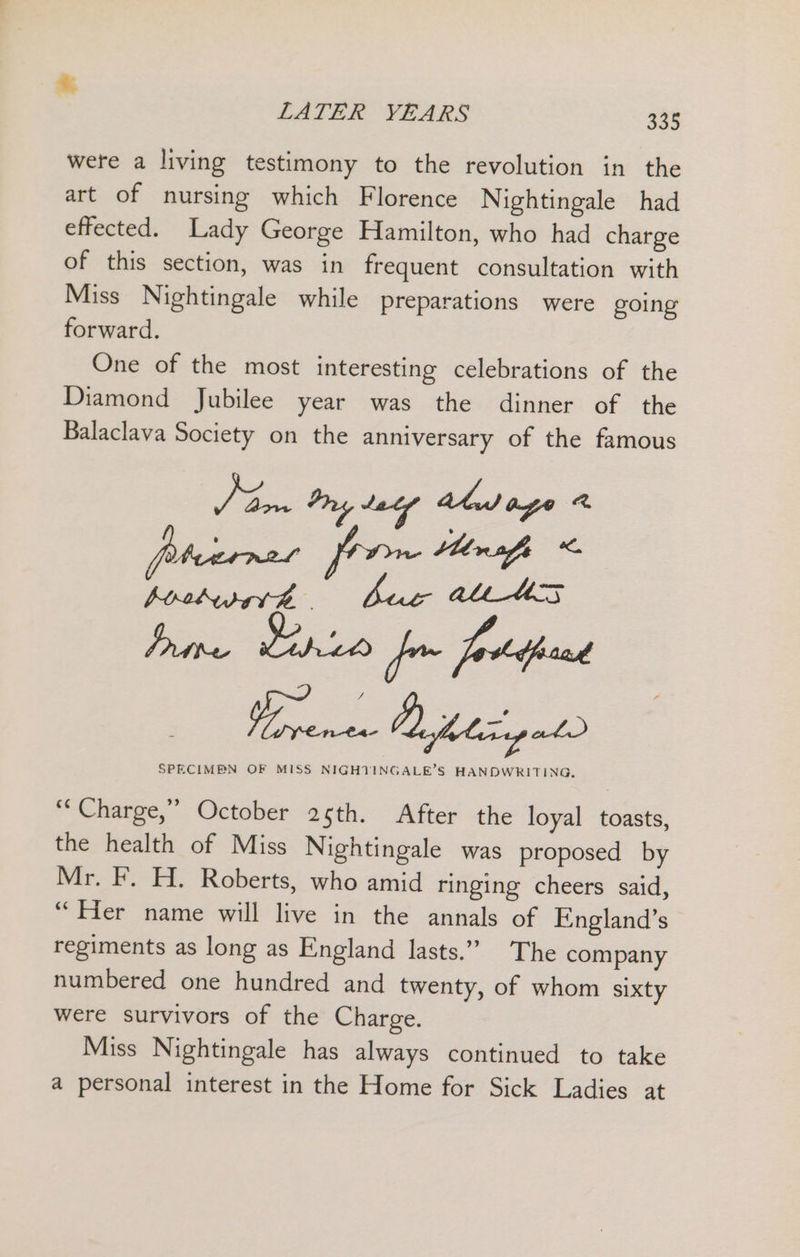 LATER YEARS 335
were a living testimony to the revolution in the
art of nursing which Florence Nightingale had
effected. Lady George Hamilton, who had charge
of this section, was in frequent consultation with
Miss Nightingale while preparations were going
forward.
One of the most interesting celebrations of the
Diamond Jubilee year was the dinner of the
Balaclava Society on the anniversary of the famous
I am my
a
prisoner from illness &
overwork. but all
more
for
Florence Nightingale
SPECIMEN OF MISS NIGHTINGALE'S HANDWRITING.
“Charge,” October 25th. After the loyal toasts,
the health of Miss Nightingale was proposed by
Mr. F. H. Roberts, who amid ringing cheers said,
“Her name will live in the annals of England's
regiments as long as England lasts.” The company
numbered one hundred and twenty, of whom sixty
were survivors of the Charge.
Miss Nightingale has always continued to take
a personal interest in the Home for Sick Ladies at